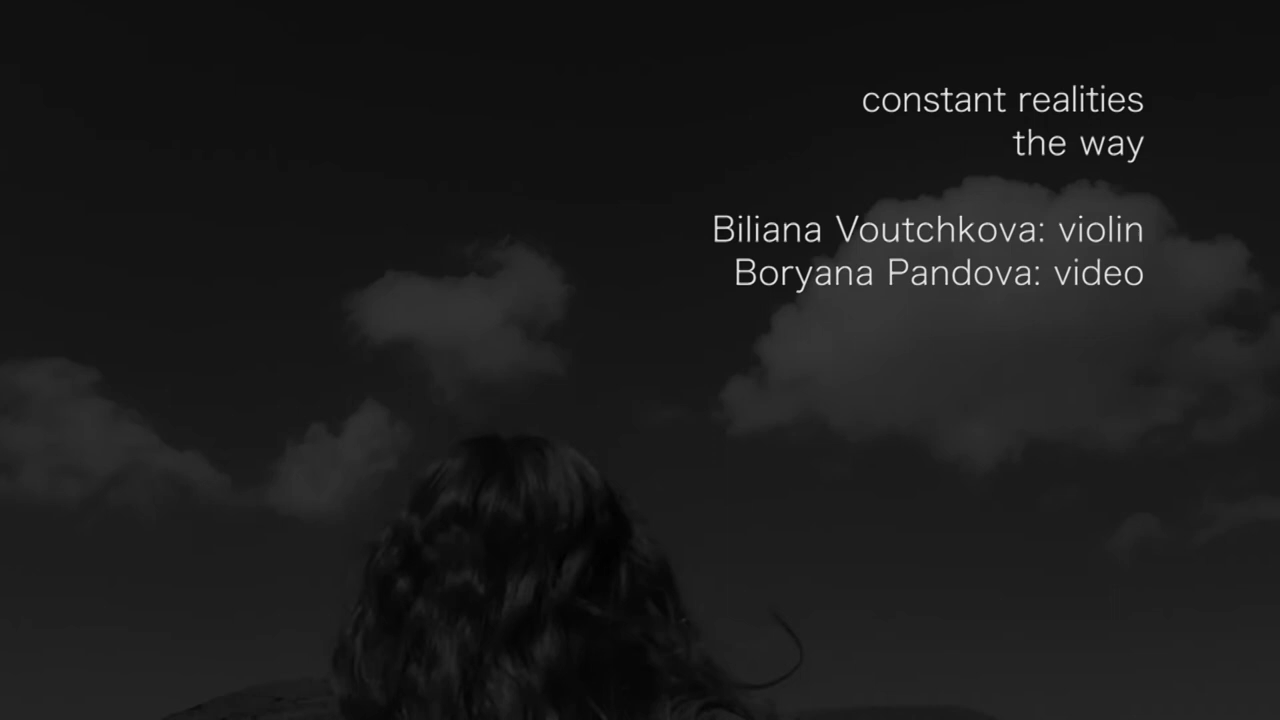 constant realities
the way
Biliana Voutchkova: violin
Boryana Pandova: video